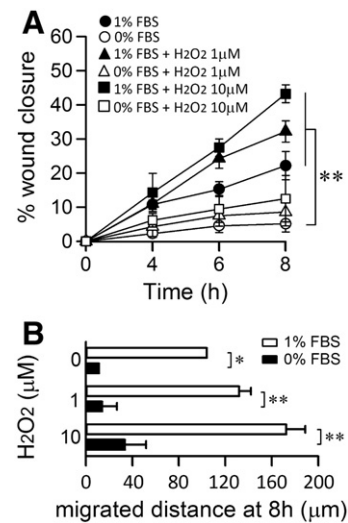 A
1% FBS
0% FBS
1% FBS + H2O2 1μM
0% FBS + H2O2 1μM
1% FBS + H2O2 10μM
0% FBS + H2O2 10μM
% wound closure
60
50
40
30
20
10
0
**
0 4 6 8
Time (h)
B
1% FBS
0% FBS
H2O2 (μM)
0
*
1
**
10
**
0 40 80 120 160 200
migrated distance at 8h (μm)